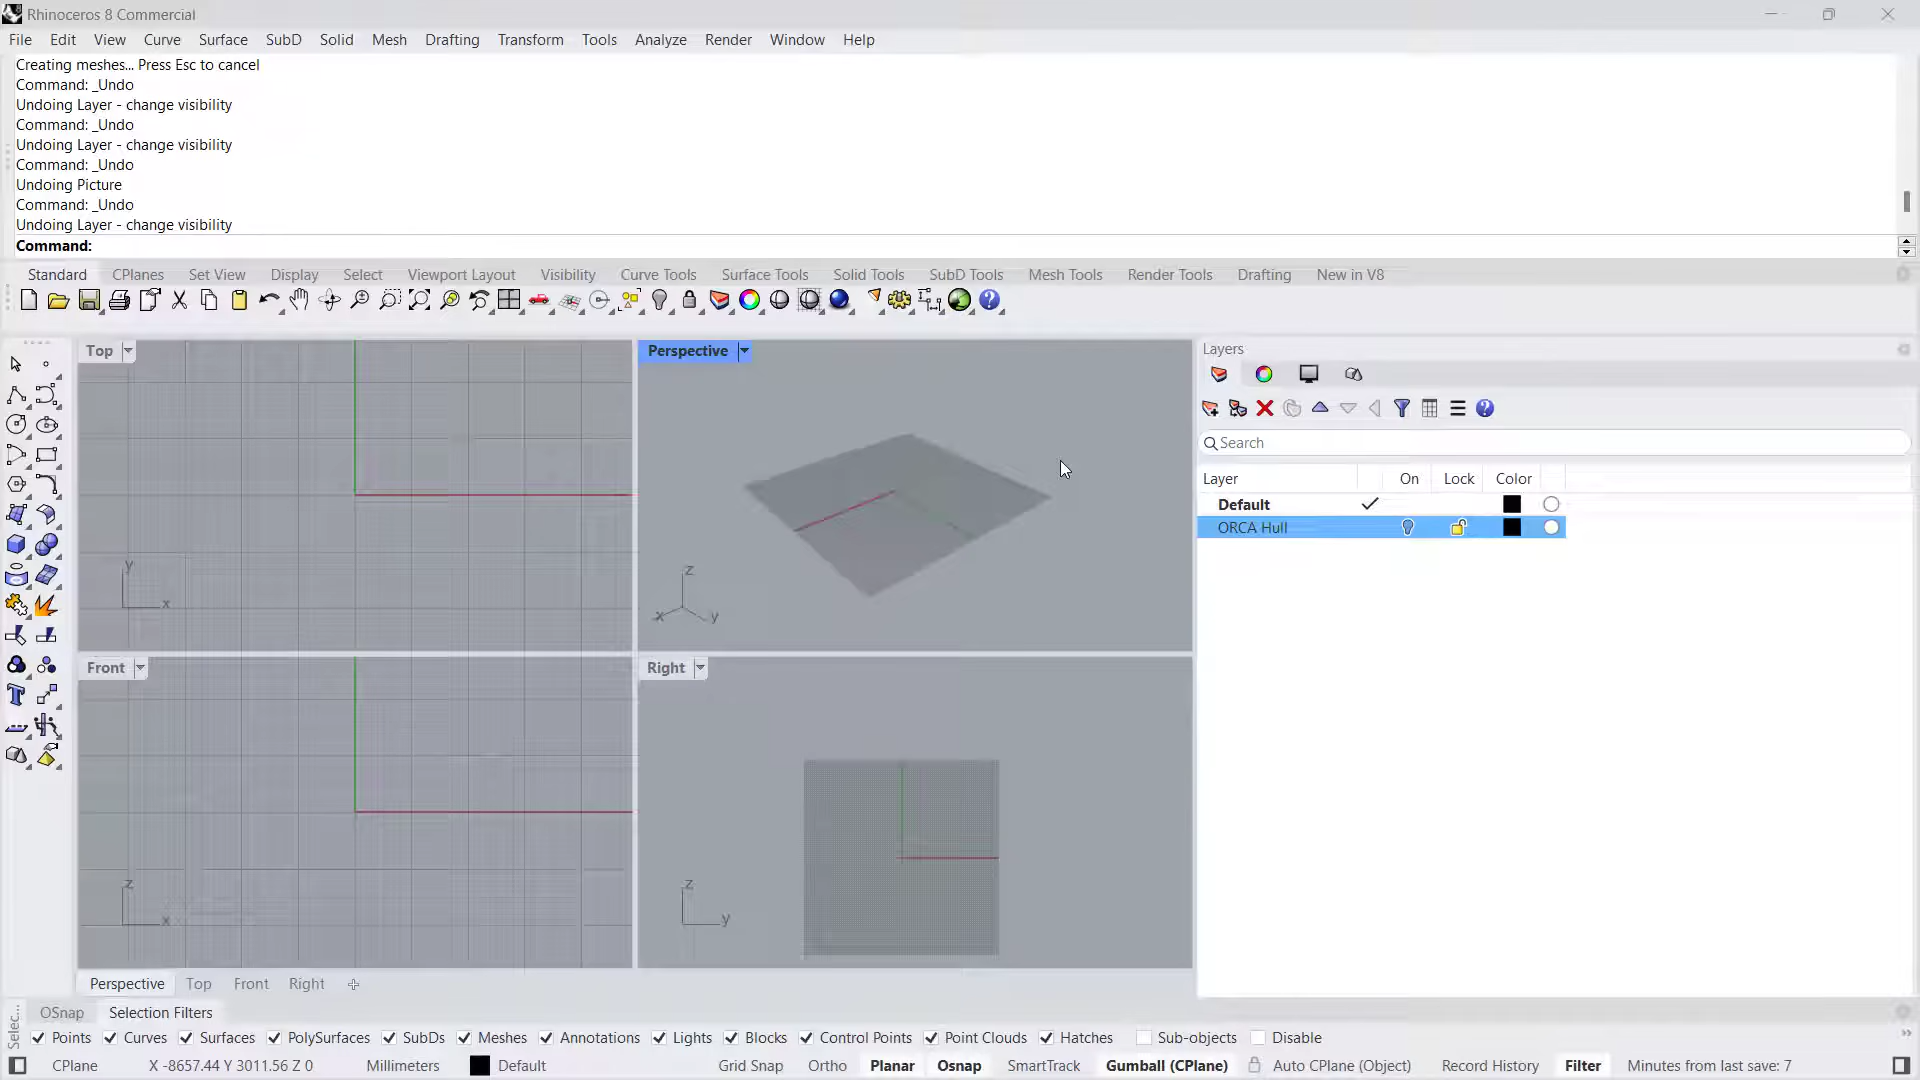 Rhinoceros 8 Commercial
File Edit View Curve Surface SubD Solid Mesh Drafting Transform Tools Analyze Render Window Help
Creating meshes... Press Esc to cancel
Command: _Undo
Undoing Layer - change visibility
Command: _Undo
Undoing Layer - change visibility
Command: _Undo
Undoing Picture
Command: _Undo
Undoing Layer - change visibility
Command:
Standard CPlanes Set View Display Select Viewport Layout Visibility Curve Tools Surface Tools Solid Tools SubD Tools Mesh Tools Render Tools Drafting New in V8
Top
y
x
Perspective
z
x y
Front
z
x
Right
z
y
Layers
Search
Layer On Lock Color
Default
ORCA Hull
Perspective Top Front Right
Selec...
OSnap Selection Filters
Points Curves Surfaces PolySurfaces SubDs Meshes Annotations Lights Blocks Control Points Point Clouds Hatches Sub-objects Disable
CPlane X -8657.44 Y 3011.56 Z 0 Millimeters Default Grid Snap Ortho Planar Osnap SmartTrack Gumball (CPlane) Auto CPlane (Object) Record History Filter Minutes from last save: 7